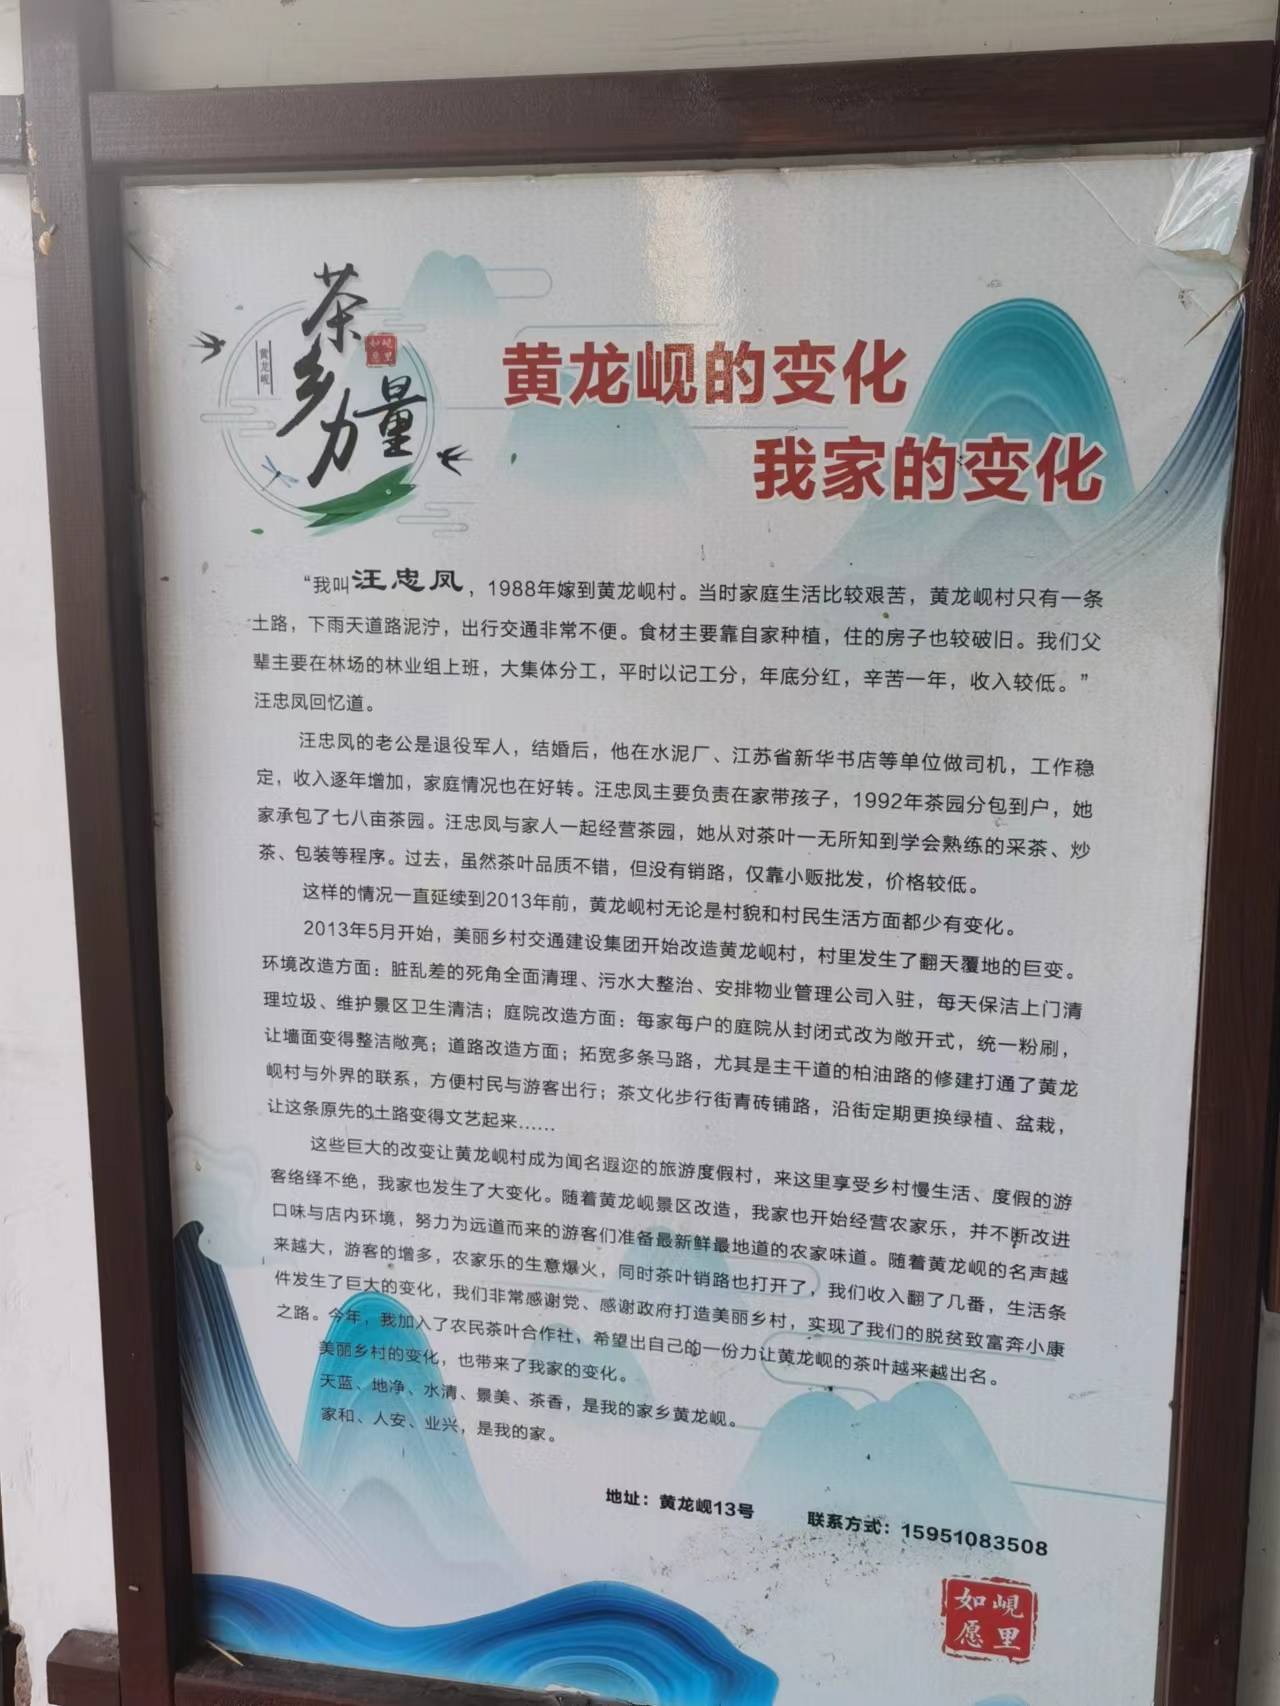 茶乡力量
黄龙岘
如岘
愿里
黄龙岘的变化
我家的变化
“我叫汪忠凤，1988年嫁到黄龙岘村。当时家庭生活比较艰苦，黄龙岘村只有一条
土路，下雨天道路泥泞，出行交通非常不便。食材主要靠自家种植，住的房子也较破旧。我们父
辈主要在林场的林业组上班，大集体分工，平时以记工分，年底分红，辛苦一年，收入较低。”
汪忠凤回忆道。
汪忠凤的老公是退役军人，结婚后，他在水泥厂、江苏省新华书店等单位做司机，工作稳
定，收入逐年增加，家庭情况也在好转。汪忠凤主要负责在家带孩子，1992年茶园分包到户，她
家承包了七八亩茶园。汪忠凤与家人一起经营茶园，她从对茶叶一无所知到学会熟练的采茶、炒
茶、包装等程序。过去，虽然茶叶品质不错，但没有销路，仅靠小贩批发，价格较低。
这样的情况一直延续到2013年前，黄龙岘村无论是村貌和村民生活方面都少有变化。
2013年5月开始，美丽乡村交通建设集团开始改造黄龙岘村，村里发生了翻天覆地的巨变。
环境改造方面：脏乱差的死角全面清理、污水大整治、安排物业管理公司入驻，每天保洁上门清
理垃圾、维护景区卫生清洁；庭院改造方面：每家每户的庭院从封闭式改为敞开式，统一粉刷，
让墙面变得整洁敞亮；道路改造方面；拓宽多条马路，尤其是主干道的柏油路的修建打通了黄龙
岘村与外界的联系，方便村民与游客出行；茶文化步行街青砖铺路，沿街定期更换绿植、盆栽，
让这条原先的土路变得文艺起来……
这些巨大的改变让黄龙岘村成为闻名遐迩的旅游度假村，来这里享受乡村慢生活、度假的游
客络绎不绝，我家也发生了大变化。随着黄龙岘景区改造，我家也开始经营农家乐，并不断改进
口味与店内环境，努力为远道而来的游客们准备最新鲜最地道的农家味道。随着黄龙岘的名声越
来越大，游客的增多，农家乐的生意爆火，同时茶叶销路也打开了，我们收入翻了几番，生活条
件发生了巨大的变化，我们非常感谢党、感谢政府打造美丽乡村，实现了我们的脱贫致富奔小康
之路。今年，我加入了农民茶叶合作社，希望出自己的一份力让黄龙岘的茶叶越来越出名。
美丽乡村的变化，也带来了我家的变化。
天蓝、地净、水清、景美、茶香，是我的家乡黄龙岘。
家和、人安、业兴，是我的家。
地址：黄龙岘13号 联系方式：15951083508
如峴
愿里